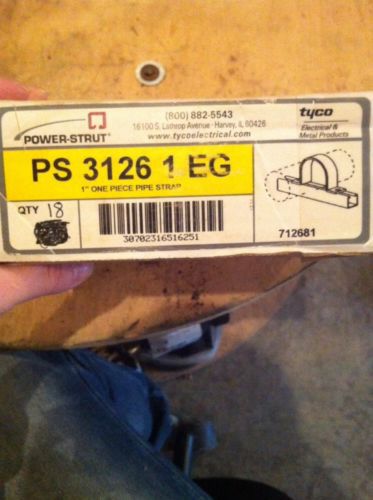 POWER-STRUT®
(800) 882-5543
16100 S. Lathrop Avenue · Harvey, IL 60426
www.tycoelectrical.com
tyco
Electrical &
Metal Products
PS 3126 1 EG
1" ONE PIECE PIPE STRAP
QTY 18
30702316516251
712681